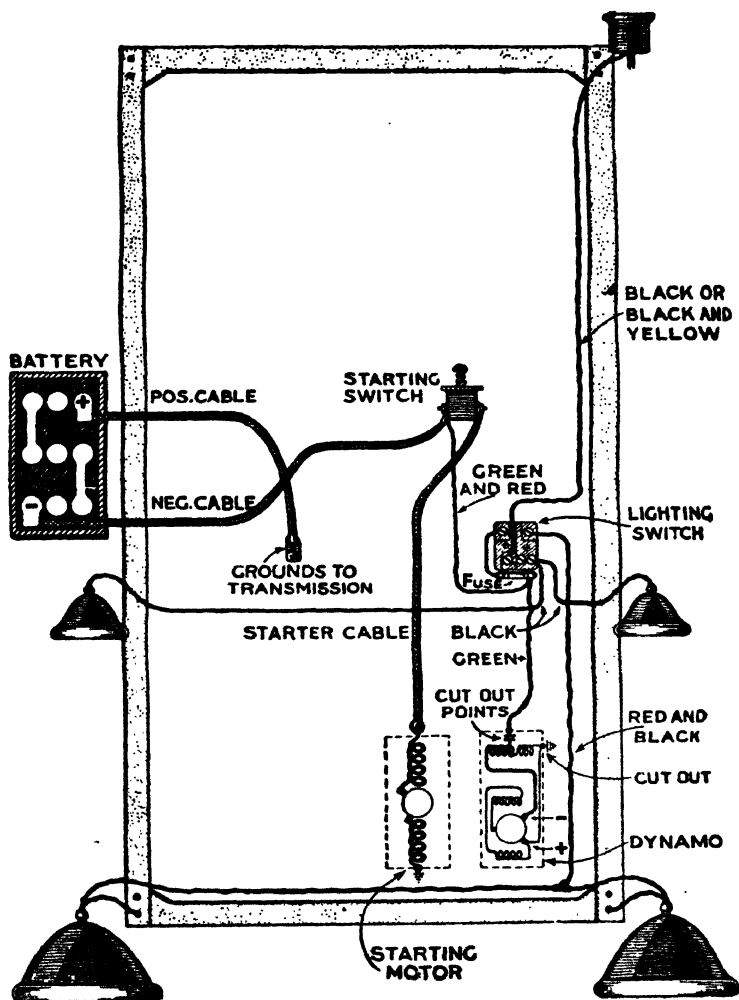 BLACK OR
BLACK AND
YELLOW
BATTERY
POS. CABLE
STARTING
SWITCH
+
GREEN
AND RED
-
NEG. CABLE
LIGHTING
SWITCH
GROUNDS TO
TRANSMISSION
FUSE
STARTER CABLE
BLACK
GREEN
CUT OUT
POINTS
RED AND
BLACK
CUT OUT
-
+
DYNAMO
STARTING
MOTOR